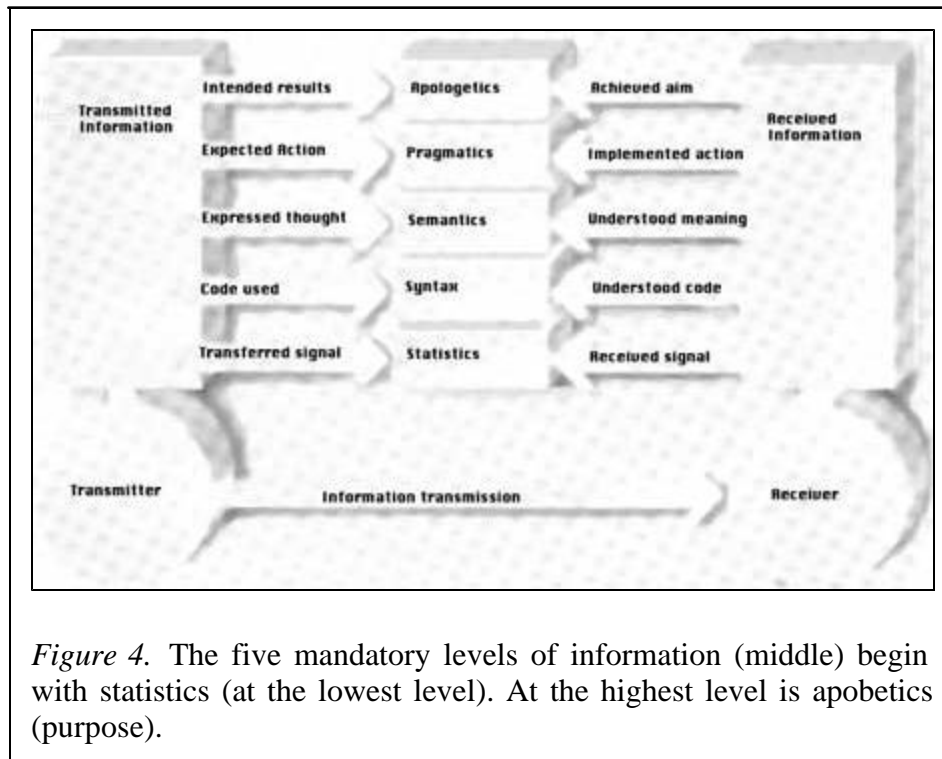 Intended results
Apologetics
Achieved aim
Transmitted
Information
Received
Information
Expected Action
Pragmatics
Implemented action
Expressed thought
Semantics
Understood meaning
Code used
Syntax
Understood code
Transferred signal
Statistics
Received signal
Transmitter
Information transmission
Receiver
Figure 4. The five mandatory levels of information (middle) begin
with statistics (at the lowest level). At the highest level is apobetics
(purpose).